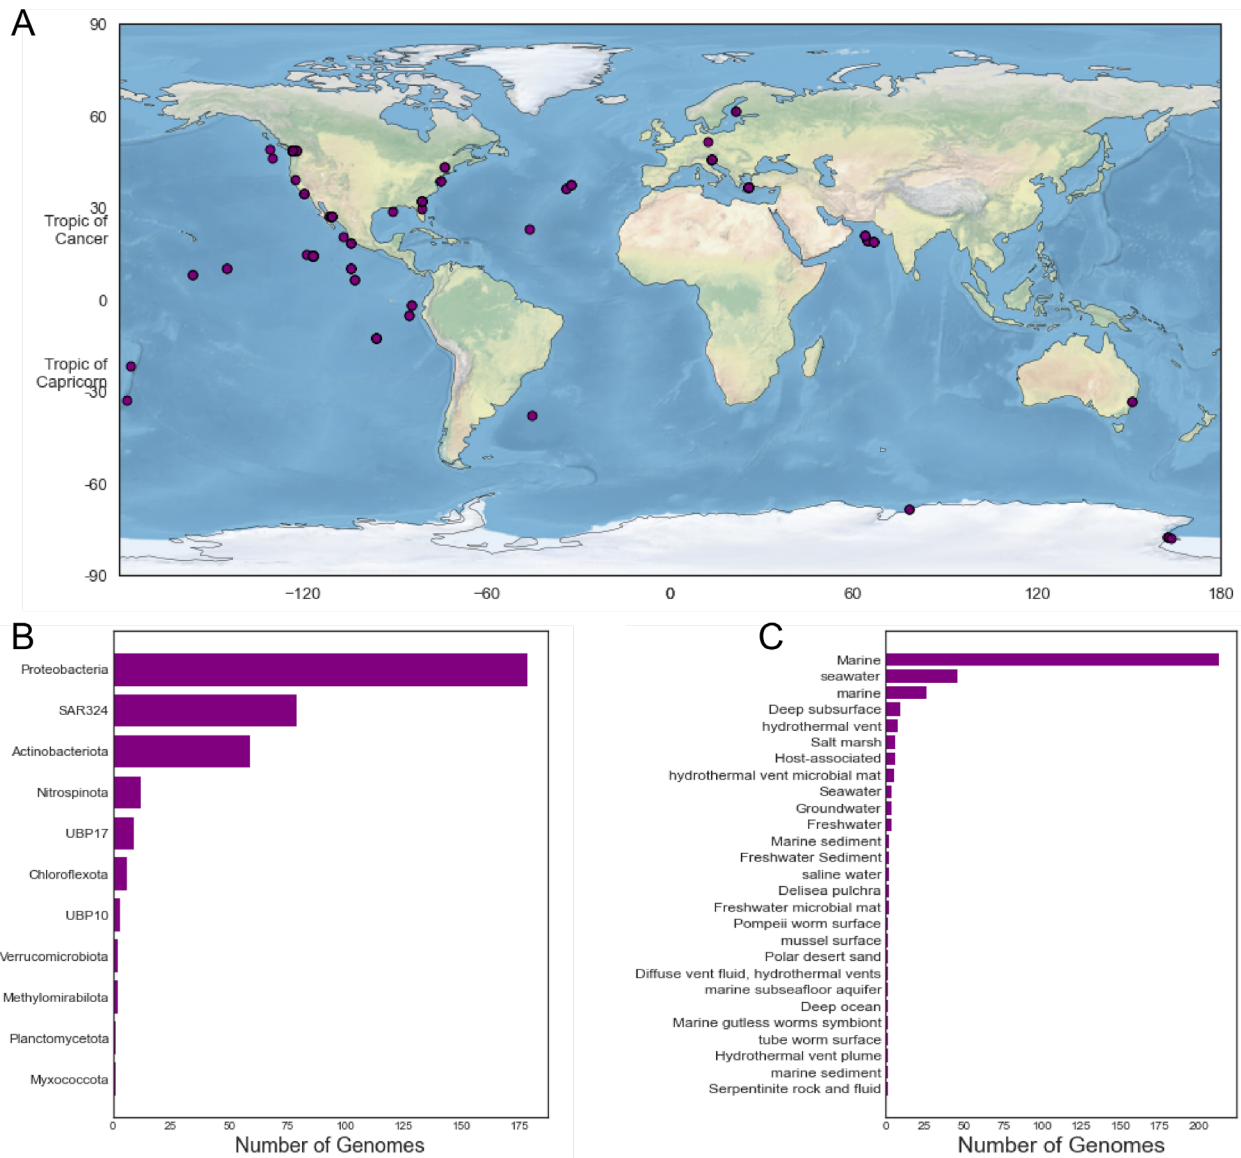 A
90
60
30
Tropic of
Cancer
0
Tropic of
Capricorn
-30
-60
-90
−120
−60
0
60
120
180
B
Proteobacteria
SAR324
Actinobacteriota
Nitrospinota
UBP17
Chloroflexota
UBP10
Verrucomicrobiota
Methylomirabilota
Planctomycetota
Myxococcota
0
25
50
75
100
125
150
175
Number of Genomes
C
Marine
seawater
marine
Deep subsurface
hydrothermal vent
Salt marsh
Host-associated
hydrothermal vent microbial mat
Seawater
Groundwater
Freshwater
Marine sediment
Freshwater Sediment
saline water
Delisea pulchra
Freshwater microbial mat
Pompeii worm surface
mussel surface
Polar desert sand
Diffuse vent fluid, hydrothermal vents
marine subseafloor aquifer
Deep ocean
Marine gutless worms symbiont
tube worm surface
Hydrothermal vent plume
marine sediment
Serpentinite rock and fluid
0
25
50
75
100
125
150
175
200
Number of Genomes